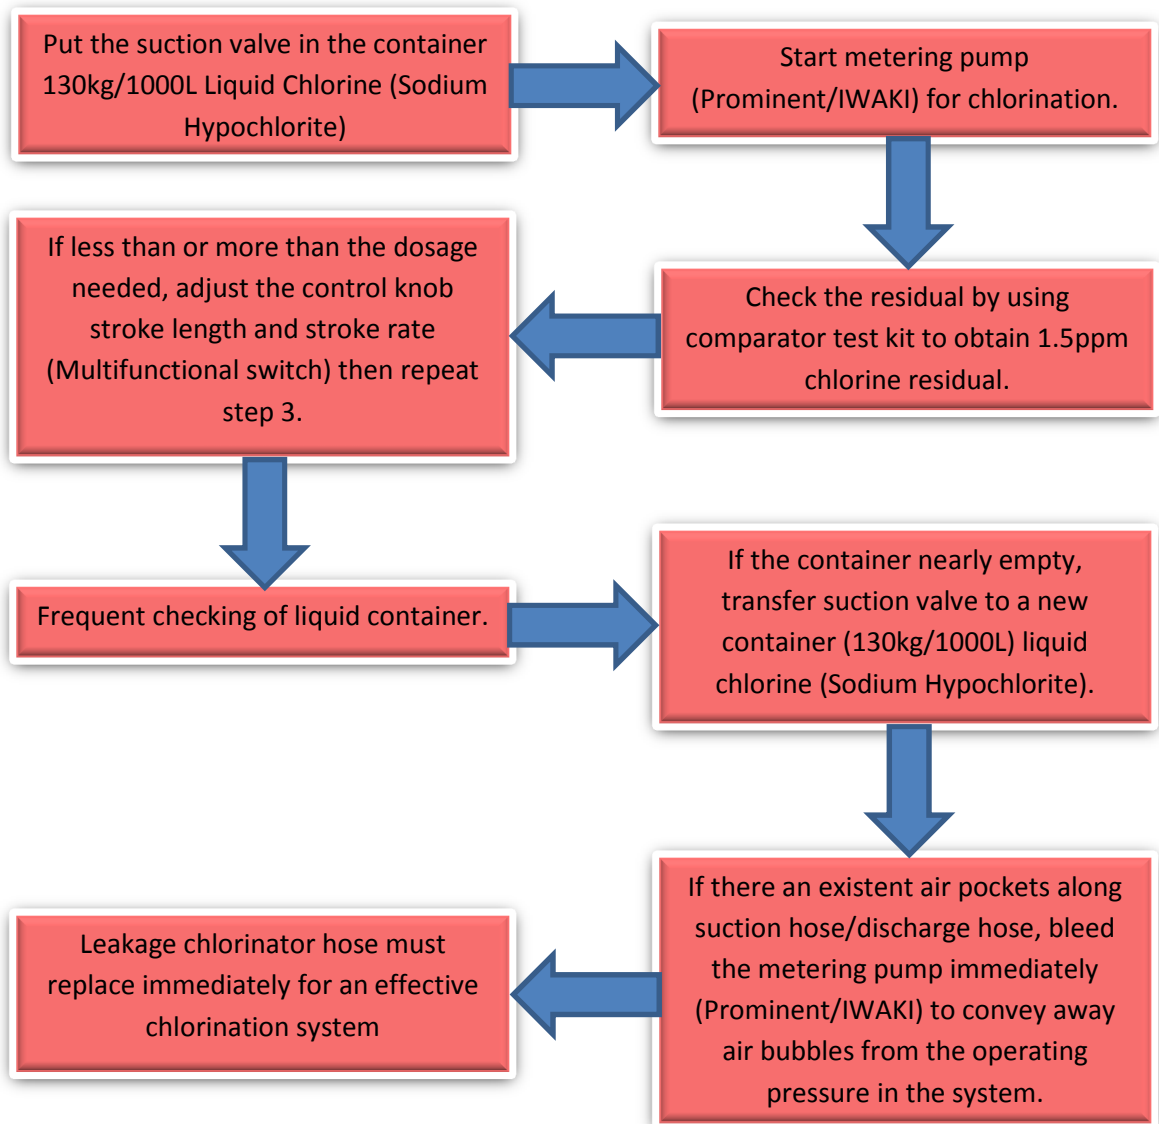 Put the suction valve in the container
130kg/1000L Liquid Chlorine (Sodium
Hypochlorite)
Start metering pump
(Prominent/IWAKI) for chlorination.
Check the residual by using
comparator test kit to obtain 1.5ppm
chlorine residual.
If less than or more than the dosage
needed, adjust the control knob
stroke length and stroke rate
(Multifunctional switch) then repeat
step 3.
Frequent checking of liquid container.
If the container nearly empty,
transfer suction valve to a new
container (130kg/1000L) liquid
chlorine (Sodium Hypochlorite).
If there an existent air pockets along
suction hose/discharge hose, bleed
the metering pump immediately
(Prominent/IWAKI) to convey away
air bubbles from the operating
pressure in the system.
Leakage chlorinator hose must
replace immediately for an effective
chlorination system